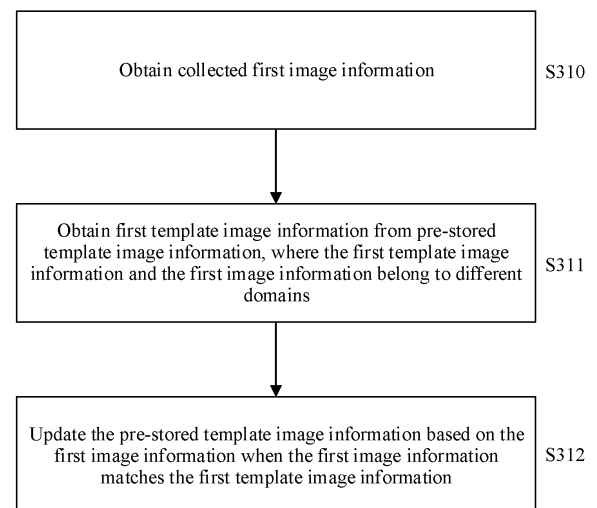 Obtain collected first image information
S310
Obtain first template image information from pre-stored
template image information, where the first template image
information and the first image information belong to different
domains
S311
Update the pre-stored template image information based on the
first image information when the first image information
matches the first template image information
S312